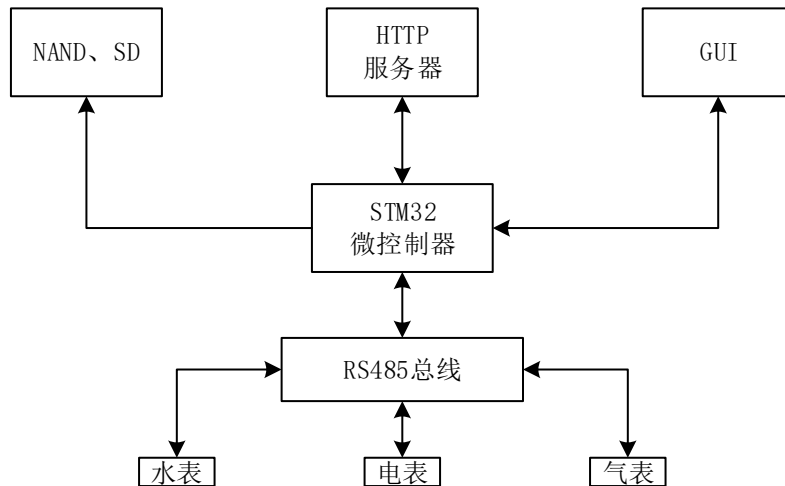 NAND、SD
HTTP
服务器
GUI
STM32
微控制器
RS485总线
水表
电表
气表